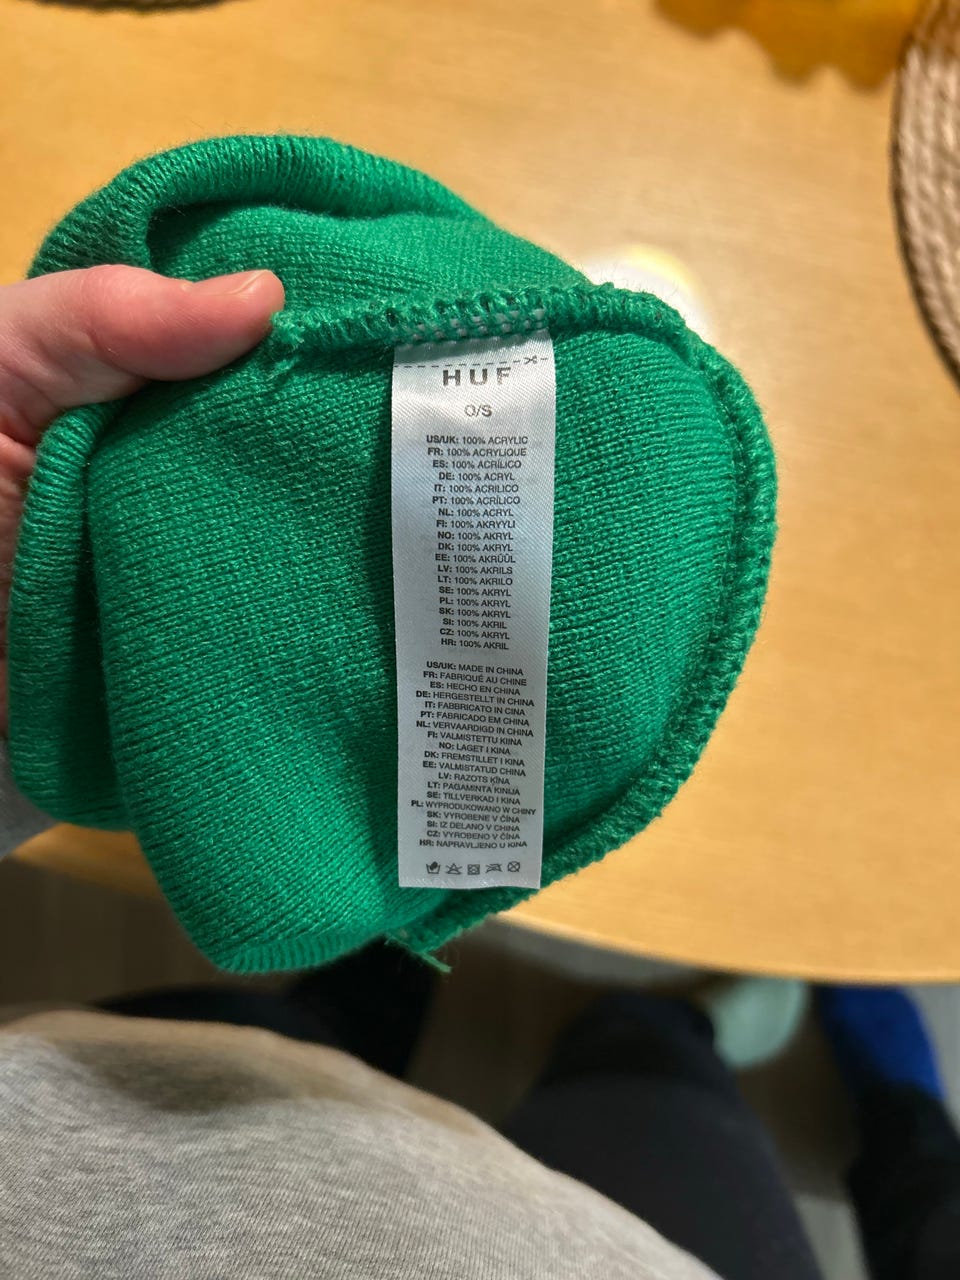 HUF
O/S
US/UK: 100% ACRYLIC
FR: 100% ACRYLIQUE
ES: 100% ACRÍLICO
DE: 100% ACRYL
IT: 100% ACRILICO
PT: 100% ACRÍLICO
NL: 100% ACRYL
FI: 100% AKRYYLI
NO: 100% AKRYL
DK: 100% AKRYL
EE: 100% AKRÜÜL
LV: 100% AKRILS
LT: 100% AKRILO
SE: 100% AKRYL
PL: 100% AKRYL
SK: 100% AKRYL
SI: 100% AKRIL
CZ: 100% AKRYL
HR: 100% AKRIL
US/UK: MADE IN CHINA
FR: FABRIQUÉ AU CHINE
ES: HECHO EN CHINA
DE: HERGESTELLT IN CHINA
IT: FABBRICATO IN CINA
PT: FABRICADO EM CHINA
NL: VERVAARDIGD IN CHINA
FI: VALMISTETTU KIINA
NO: LAGET I KINA
DK: FREMSTILLET I KINA
EE: VALMISTATUD CHINA
LV: RAZOTS ĶĪNA
LT: PAGAMINTA KINIJA
SE: TILLVERKAD I KINA
PL: WYPRODUKOWANO W CHINY
SK: VYROBENE V ČÍNA
SI: IZ DELANO V CHINA
CZ: VYROBENO V ČÍNA
HR: NAPRAVLJENO U KINA